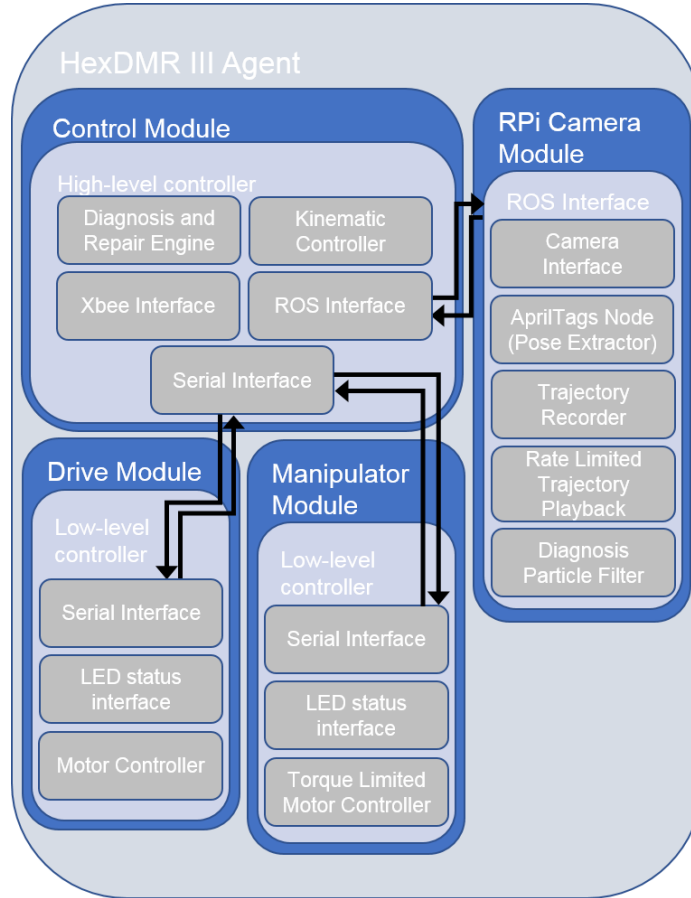 HexDMR III Agent
Control Module
High-level controller
Diagnosis and
Repair Engine
Kinematic
Controller
Xbee Interface
ROS Interface
Serial Interface
RPi Camera
Module
ROS Interface
Camera
Interface
AprilTags Node
(Pose Extractor)
Trajectory
Recorder
Rate Limited
Trajectory
Playback
Diagnosis
Particle Filter
Drive Module
Low-level
controller
Serial Interface
LED status
interface
Motor Controller
Manipulator
Module
Low-level
controller
Serial Interface
LED status
interface
Torque Limited
Motor Controller